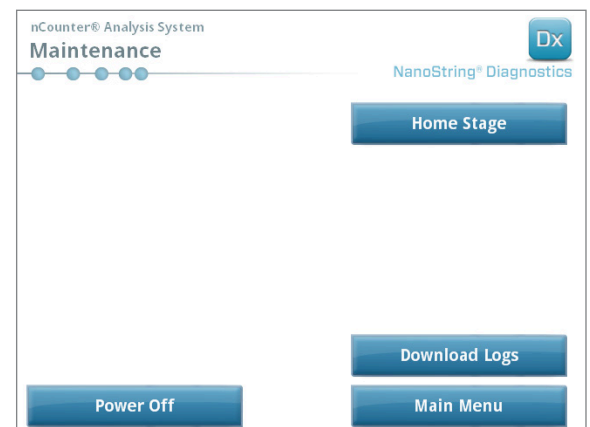 nCounter® Analysis System
Maintenance
Dx
NanoString® Diagnostics
Home Stage
Download Logs
Power Off
Main Menu